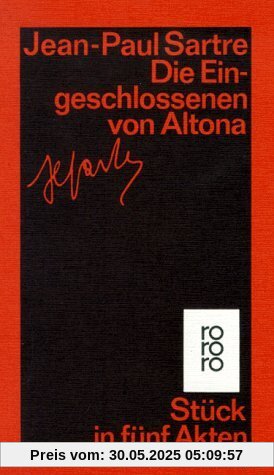 Jean-Paul Sartre
Die Ein-
geschlossenen
von Altona
ro
ro
ro
Stück
in fünf Akten
Preis vom: 30.05.2025 05:09:57